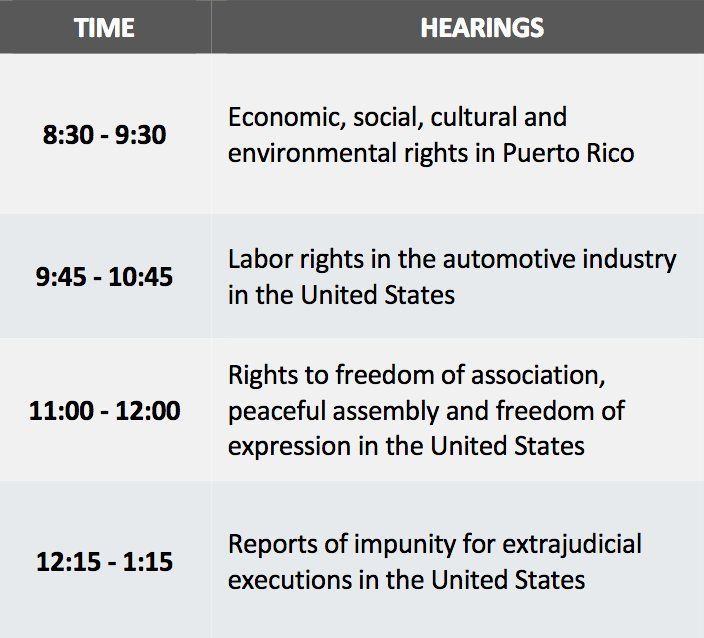 TIME HEARINGS
8:30 - 9:30
Economic, social, cultural and
environmental rights in Puerto Rico
9:45 - 10:45
Labor rights in the automotive industry
in the United States
11:00 - 12:00
Rights to freedom of association,
peaceful assembly and freedom of
expression in the United States
12:15 - 1:15
Reports of impunity for extrajudicial
executions in the United States